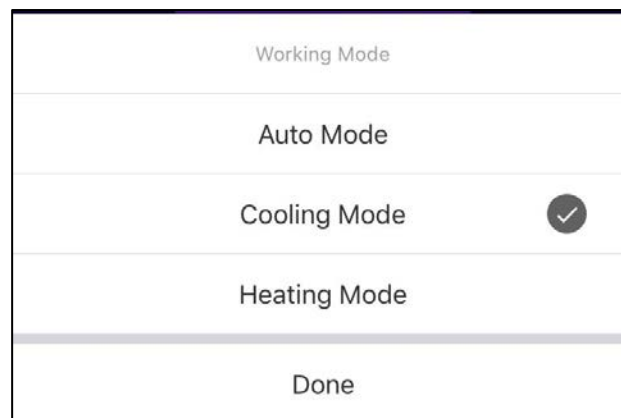 Working Mode
Auto Mode
Cooling Mode
Heating Mode
Done